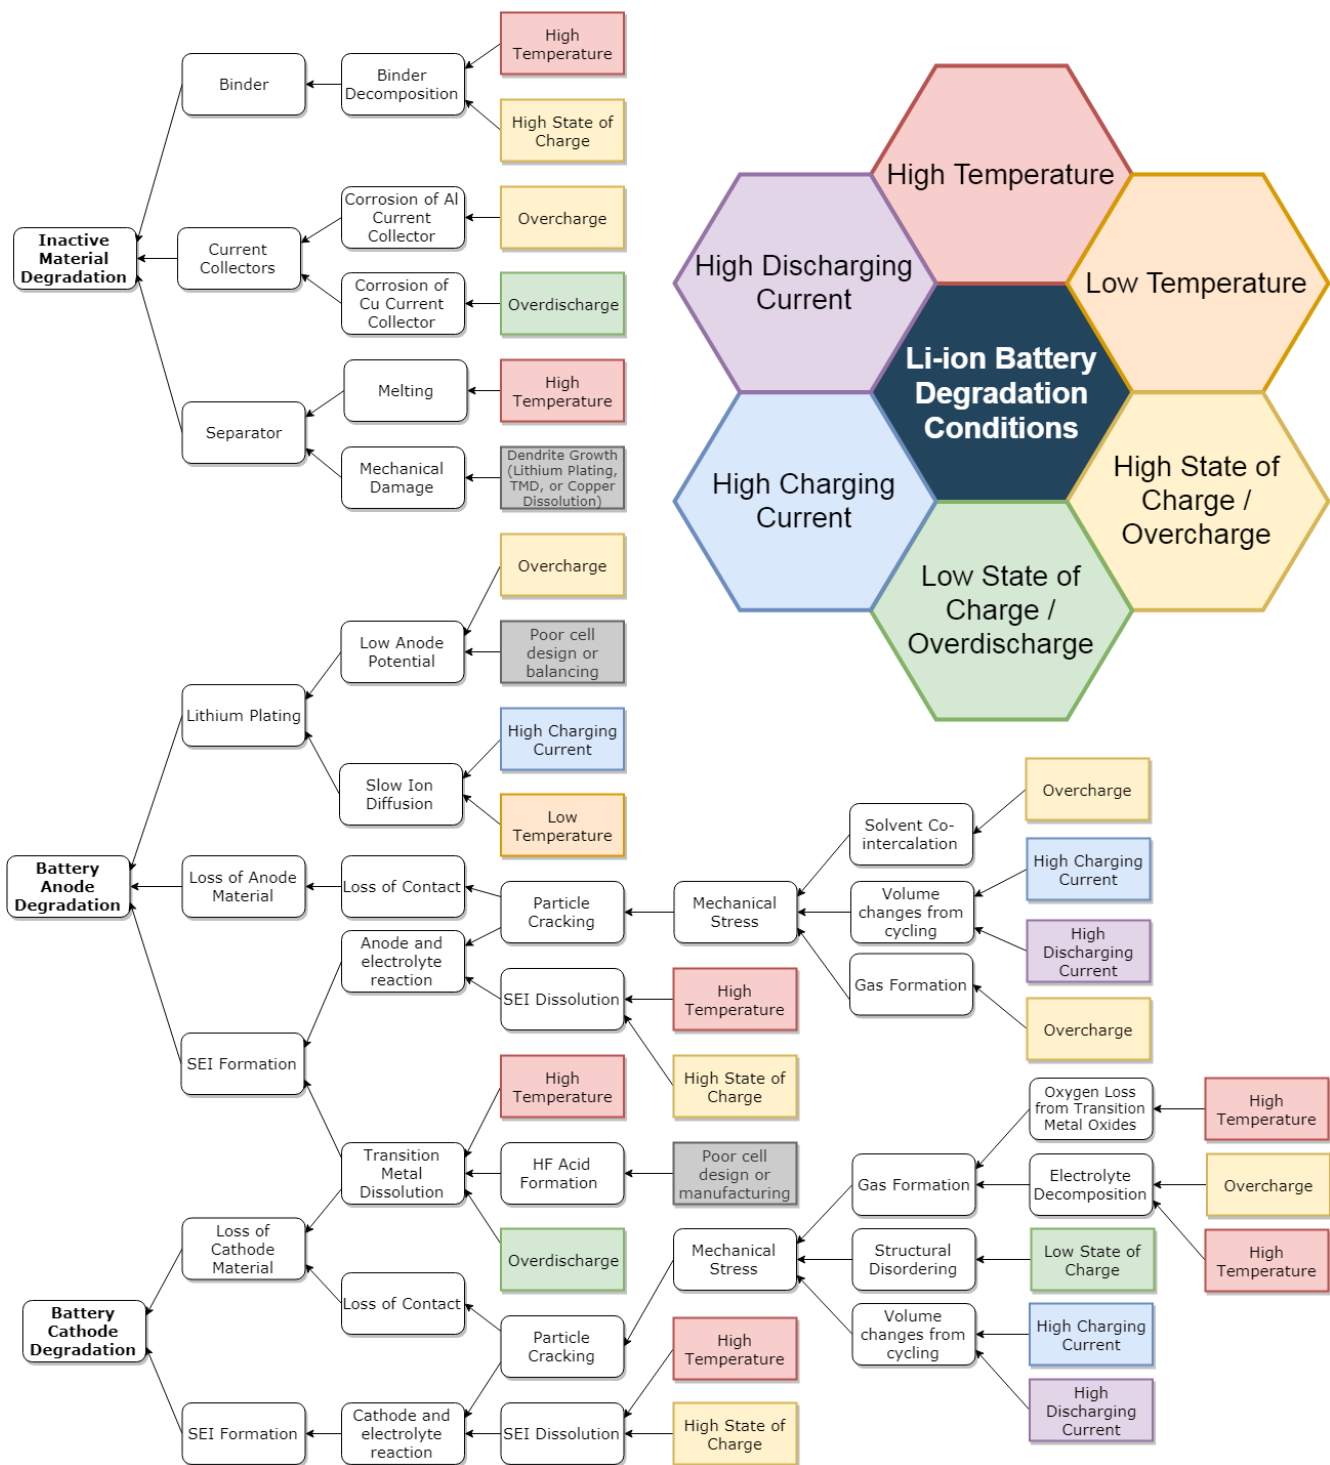 High
Temperature
Binder
Binder
Decomposition
High State of
Charge
Inactive
Material
Degradation
Current
Collectors
Corrosion of Al
Current
Collector
Overcharge
Corrosion of
Cu Current
Collector
Overdischarge
Separator
Melting
High
Temperature
Mechanical
Damage
Dendrite Growth
(Lithium Plating,
TMD, or Copper
Dissolution)
High Temperature
High Discharging
Current
Low Temperature
Li-ion Battery
Degradation
Conditions
High Charging
Current
High State of
Charge /
Overcharge
Low State of
Charge /
Overdischarge
Overcharge
Low Anode
Potential
Poor cell
design or
balancing
Lithium Plating
High Charging
Current
Slow Ion
Diffusion
Low
Temperature
Battery
Anode
Degradation
Loss of Anode
Material
Loss of Contact
Particle
Cracking
Mechanical
Stress
Solvent Co-
intercalation
Overcharge
Volume
changes from
cycling
High Charging
Current
High
Discharging
Current
Gas Formation
Overcharge
Anode and
electrolyte
reaction
SEI Dissolution
High
Temperature
High State of
Charge
SEI Formation
High
Temperature
Transition
Metal
Dissolution
HF Acid
Formation
Poor cell
design or
manufacturing
Overdischarge
Loss of
Cathode
Material
Loss of Contact
Battery
Cathode
Degradation
Particle
Cracking
Mechanical
Stress
Gas Formation
Oxygen Loss
from Transition
Metal Oxides
High
Temperature
Electrolyte
Decomposition
Overcharge
High
Temperature
Structural
Disordering
Low State of
Charge
Volume
changes from
cycling
High Charging
Current
High
Discharging
Current
SEI Formation
Cathode and
electrolyte
reaction
SEI Dissolution
High
Temperature
High State of
Charge